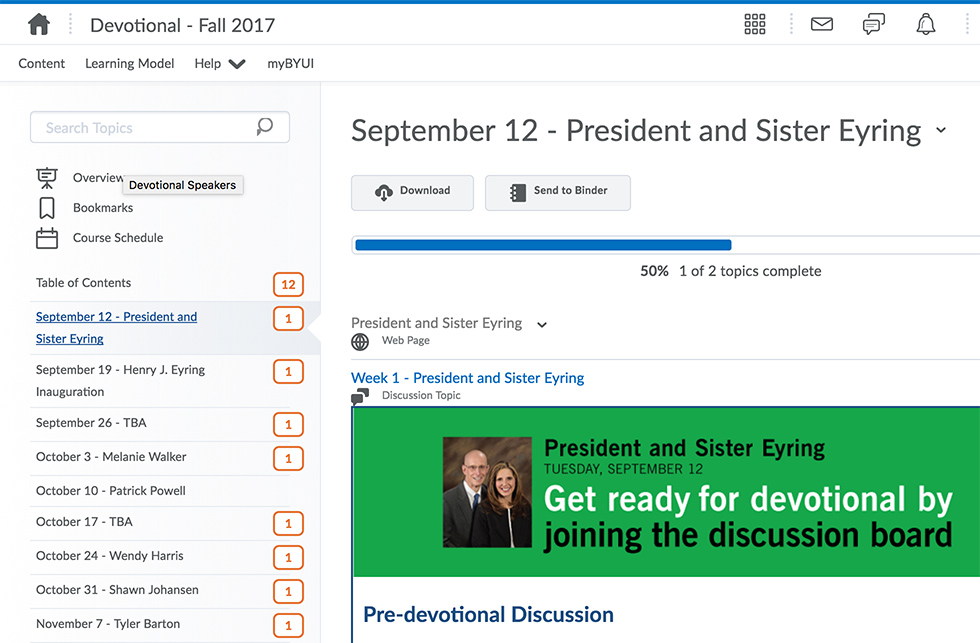 Devotional - Fall 2017
Content
Learning Model
Help
myBYUI
Search Topics
Overview
Devotional Speakers
Bookmarks
Course Schedule
Table of Contents
12
September 12 - President and
Sister Eyring
1
September 19 - Henry J. Eyring
Inauguration
1
September 26 - TBA
1
October 3 - Melanie Walker
1
October 10 - Patrick Powell
October 17 - TBA
1
October 24 - Wendy Harris
1
October 31 - Shawn Johansen
1
November 7 - Tyler Barton
1
September 12 - President and Sister Eyring
Download
Send to Binder
50% 1 of 2 topics complete
President and Sister Eyring
Web Page
Week 1 - President and Sister Eyring
Discussion Topic
President and Sister Eyring
TUESDAY, SEPTEMBER 12
Get ready for devotional by
joining the discussion board
Pre-devotional Discussion